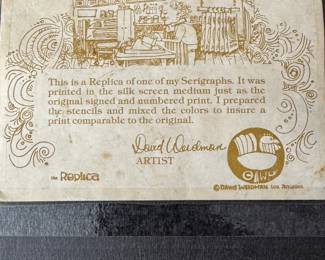 This is a Replica of one of my Serigraphs. It was
printed in the silk screen medium just as the
original signed and numbered print. I prepared
the stencils and mixed the colors to insure a
print comparable to the original.
David Weidman
ARTIST
the Replica
© DAVID WEIDMAN Los Angeles